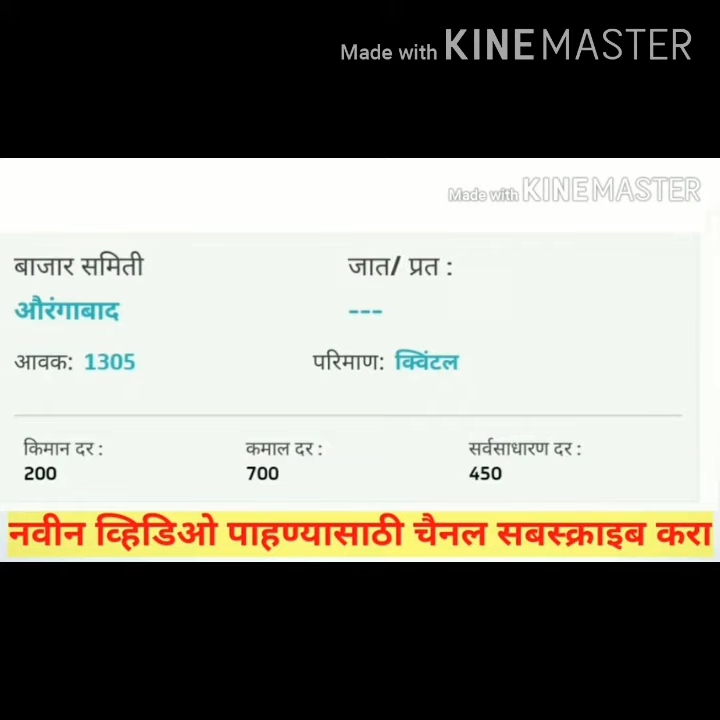 Made with KINEMASTER
Made with KINEMASTER
बाजार समिती जात/ प्रत :
औरंगाबाद ---
आवक: 1305 परिमाण: क्विंटल
किमान दर : कमाल दर : सर्वसाधारण दर :
200 700 450
नवीन व्हिडिओ पाहण्यासाठी चैनल सबस्क्राइब करा